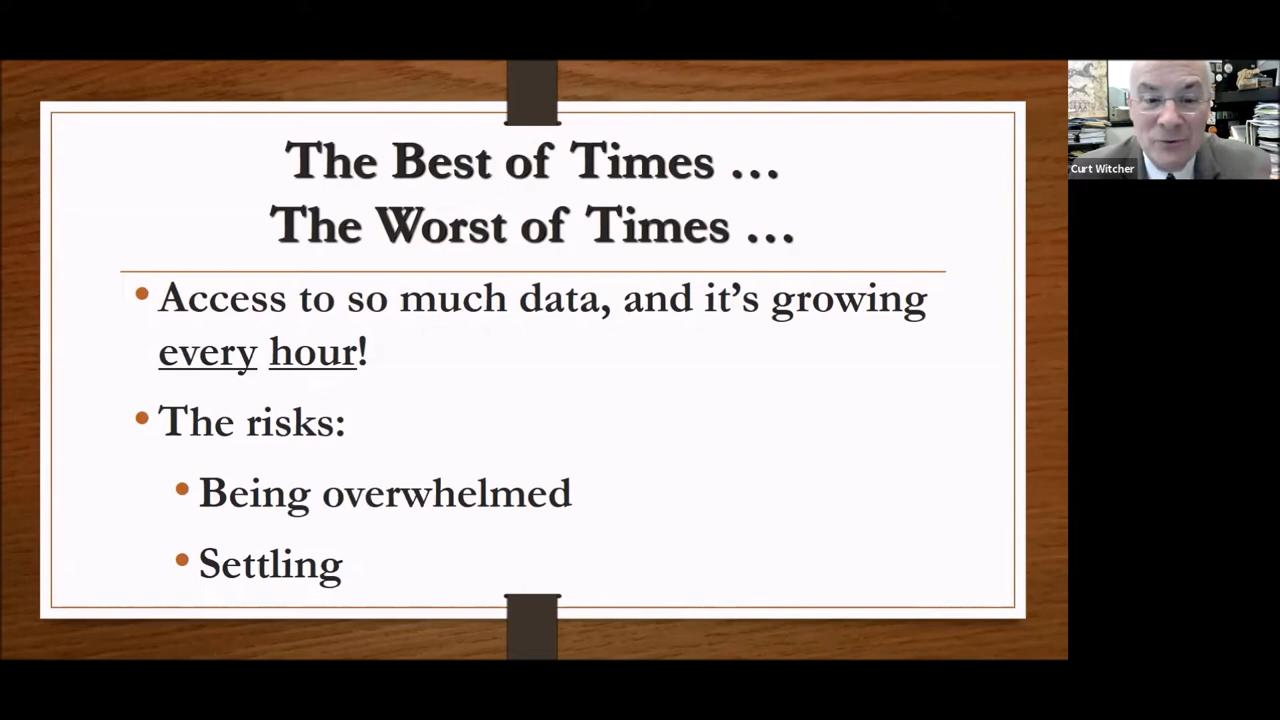 The Best of Times …
The Worst of Times …
• Access to so much data, and it’s growing
every hour!
• The risks:
• Being overwhelmed
• Settling
Curt Witcher